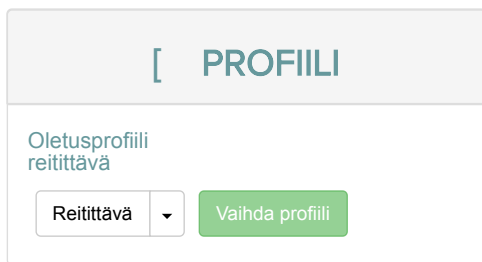 [ PROFIILI
Oletusprofiili
reitittävä
Reitittävä
Vaihda profiili